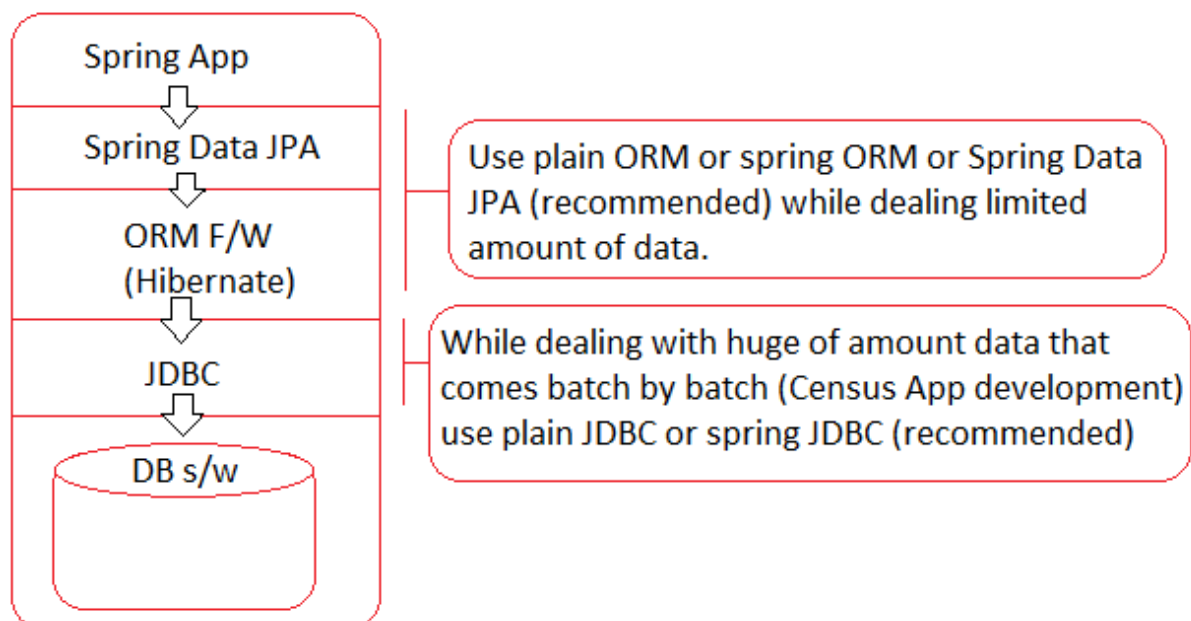 Spring App
Spring Data JPA
ORM F/W
(Hibernate)
JDBC
DB s/w
Use plain ORM or spring ORM or Spring Data
JPA (recommended) while dealing limited
amount of data.
While dealing with huge of amount data that
comes batch by batch (Census App development)
use plain JDBC or spring JDBC (recommended)